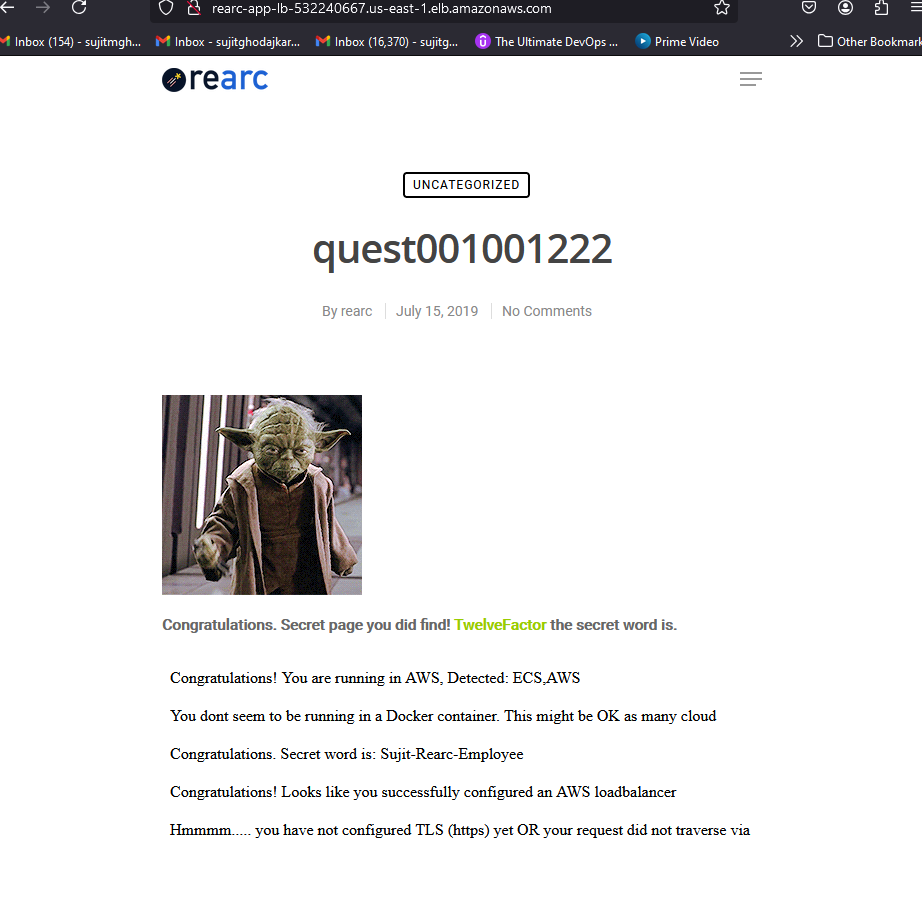 rearc-app-lb-532240667.us-east-1.elb.amazonaws.com
Inbox (154) - sujitmgh...
Inbox - sujitghodajkar...
Inbox (16,370) - sujitg...
The Ultimate DevOps ...
Prime Video
Other Bookmark
rearc
UNCATEGORIZED
quest001001222
By rearc
July 15, 2019
No Comments
Congratulations. Secret page you did find! TwelveFactor the secret word is.
Congratulations! You are running in AWS, Detected: ECS,AWS
You dont seem to be running in a Docker container. This might be OK as many cloud
Congratulations. Secret word is: Sujit-Rearc-Employee
Congratulations! Looks like you successfully configured an AWS loadbalancer
Hmmmm..... you have not configured TLS (https) yet OR your request did not traverse via